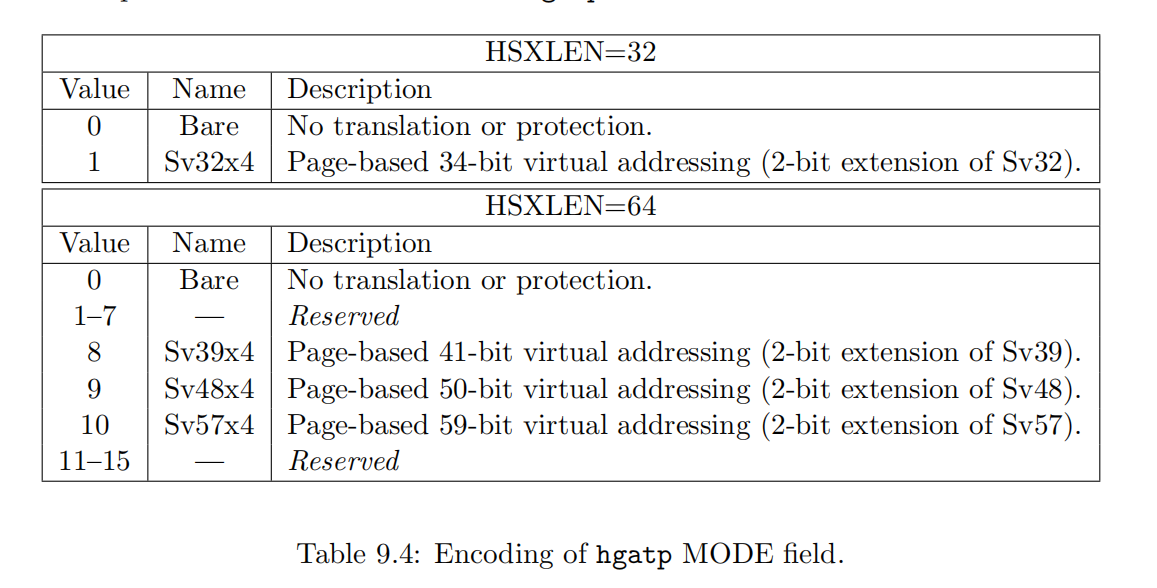 HSXLEN=32
Value Name Description
0 Bare No translation or protection.
1 Sv32x4 Page-based 34-bit virtual addressing (2-bit extension of Sv32).
HSXLEN=64
Value Name Description
0 Bare No translation or protection.
1–7 — Reserved
8 Sv39x4 Page-based 41-bit virtual addressing (2-bit extension of Sv39).
9 Sv48x4 Page-based 50-bit virtual addressing (2-bit extension of Sv48).
10 Sv57x4 Page-based 59-bit virtual addressing (2-bit extension of Sv57).
11–15 — Reserved
Table 9.4: Encoding of hgatp MODE field.